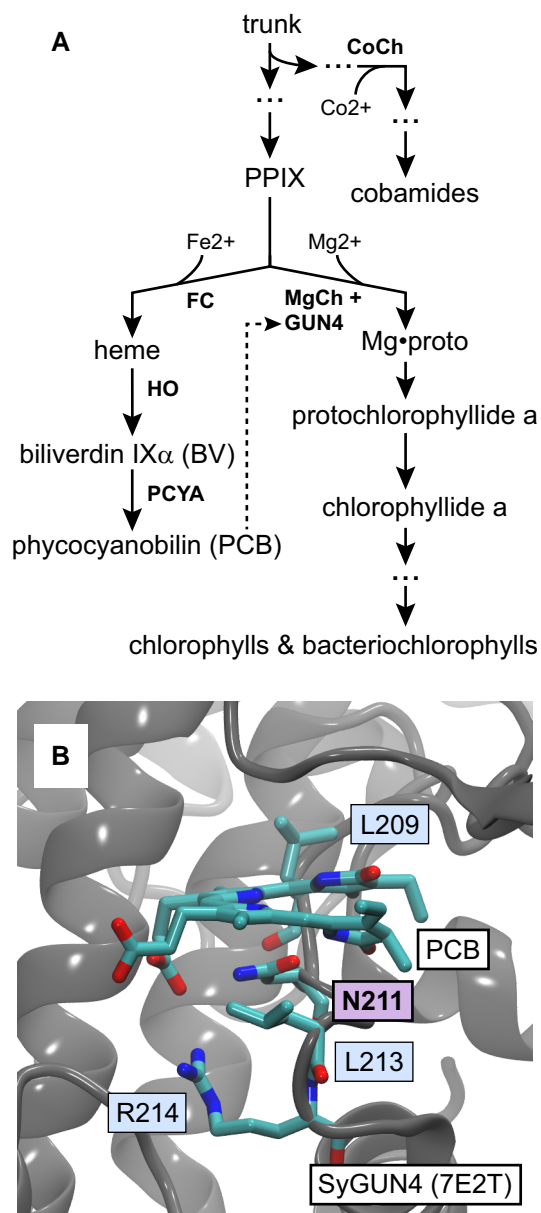 A
trunk
CoCh
...
Co2+
...
...
PPIX
cobamides
Fe2+
Mg2+
FC
MgCh +
GUN4
heme
Mg•proto
HO
protochlorophyllide a
biliverdin IXα (BV)
PCYA
chlorophyllide a
phycocyanobilin (PCB)
...
chlorophylls & bacteriochlorophylls
B
L209
PCB
N211
L213
R214
SyGUN4 (7E2T)